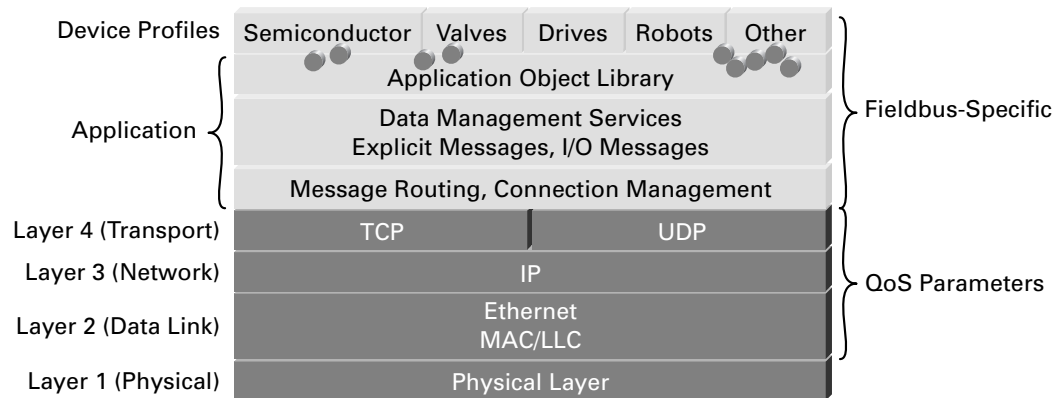 Device Profiles
Semiconductor
Valves
Drives
Robots
Other
Application Object Library
Application
Data Management Services
Explicit Messages, I/O Messages
Message Routing, Connection Management
Fieldbus-Specific
Layer 4 (Transport)
TCP
UDP
Layer 3 (Network)
IP
QoS Parameters
Layer 2 (Data Link)
Ethernet
MAC/LLC
Layer 1 (Physical)
Physical Layer